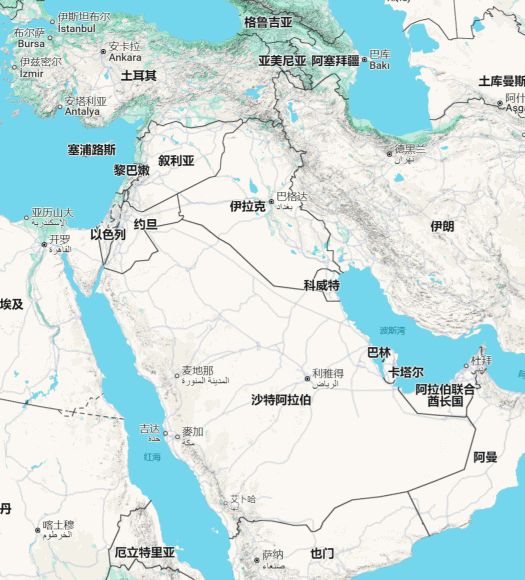 格鲁吉亚
伊斯坦布尔
İstanbul
布尔萨
Bursa
安卡拉
Ankara
亚美尼亚
阿塞拜疆
巴库
Baki
伊兹密尔
İzmir
土耳其
土库曼斯
阿什
Aşga
安塔利亚
Antalya
塞浦路斯
叙利亚
德黑兰
تهران
黎巴嫩
巴格达
بغداد
伊拉克
亚历山大
الإسكندرية
约旦
以色列
伊朗
开罗
القاهرة
科威特
埃及
波斯湾
巴林
杜拜
دبي
卡塔尔
麦地那
المدينة المنورة
利雅得
الرياض
阿拉伯联合
酋长国
沙特阿拉伯
吉达
جدة
麥加
مكة
红海
阿曼
艾卜哈
أبها
丹
喀土穆
الخرطوم
厄立特里亚
萨纳
صنعاء
也门